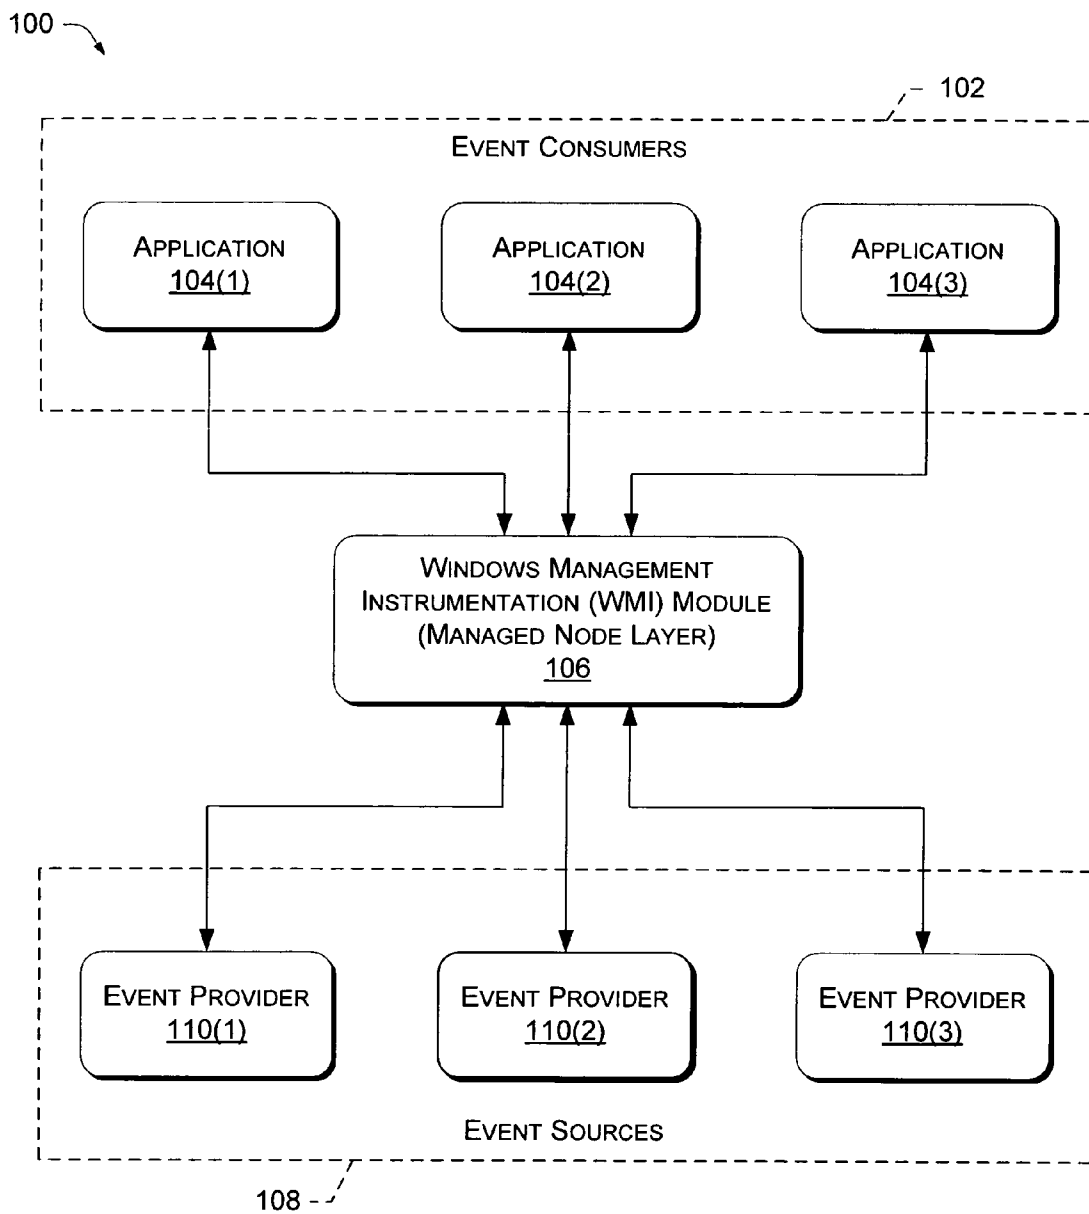 100
102
EVENT CONSUMERS
APPLICATION
104(1)
APPLICATION
104(2)
APPLICATION
104(3)
WINDOWS MANAGEMENT
INSTRUMENTATION (WMI) MODULE
(MANAGED NODE LAYER)
106
EVENT PROVIDER
110(1)
EVENT PROVIDER
110(2)
EVENT PROVIDER
110(3)
EVENT SOURCES
108